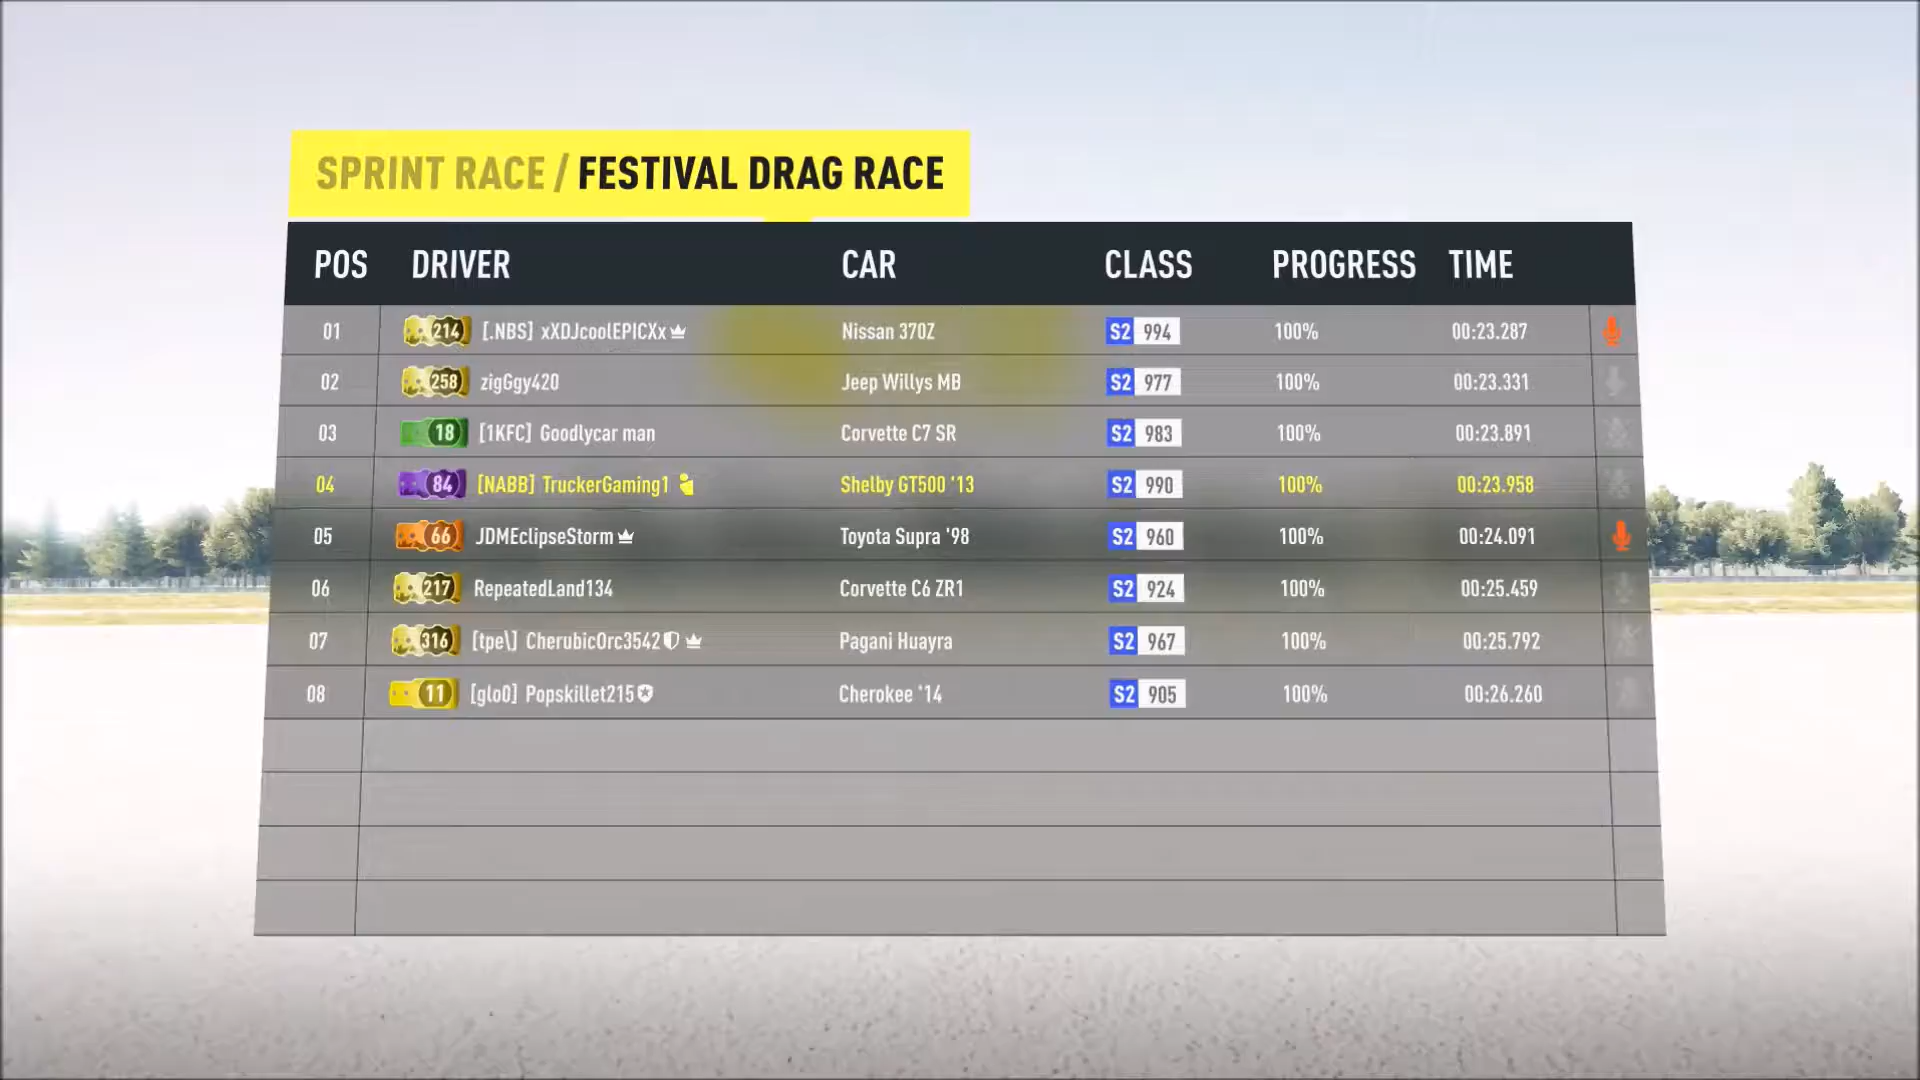 SPRINT RACE / FESTIVAL DRAG RACE
POS DRIVER CAR CLASS PROGRESS TIME
01 214 [.NBS] xXDJcoolEPICXx Nissan 370Z S2 994 100% 00:23.287
02 258 zigGgy420 Jeep Willys MB S2 977 100% 00:23.331
03 18 [1KFC] Goodlycar man Corvette C7 SR S2 983 100% 00:23.891
04 84 [NABB] TruckerGaming1 Shelby GT500 '13 S2 990 100% 00:23.958
05 66 JDMEclipseStorm Toyota Supra '98 S2 960 100% 00:24.091
06 217 RepeatedLand134 Corvette C6 ZR1 S2 924 100% 00:25.459
07 316 [tpe\] CherubicOrc3542 Pagani Huayra S2 967 100% 00:25.792
08 11 [glo0] Popskillet215 Cherokee '14 S2 905 100% 00:26.260